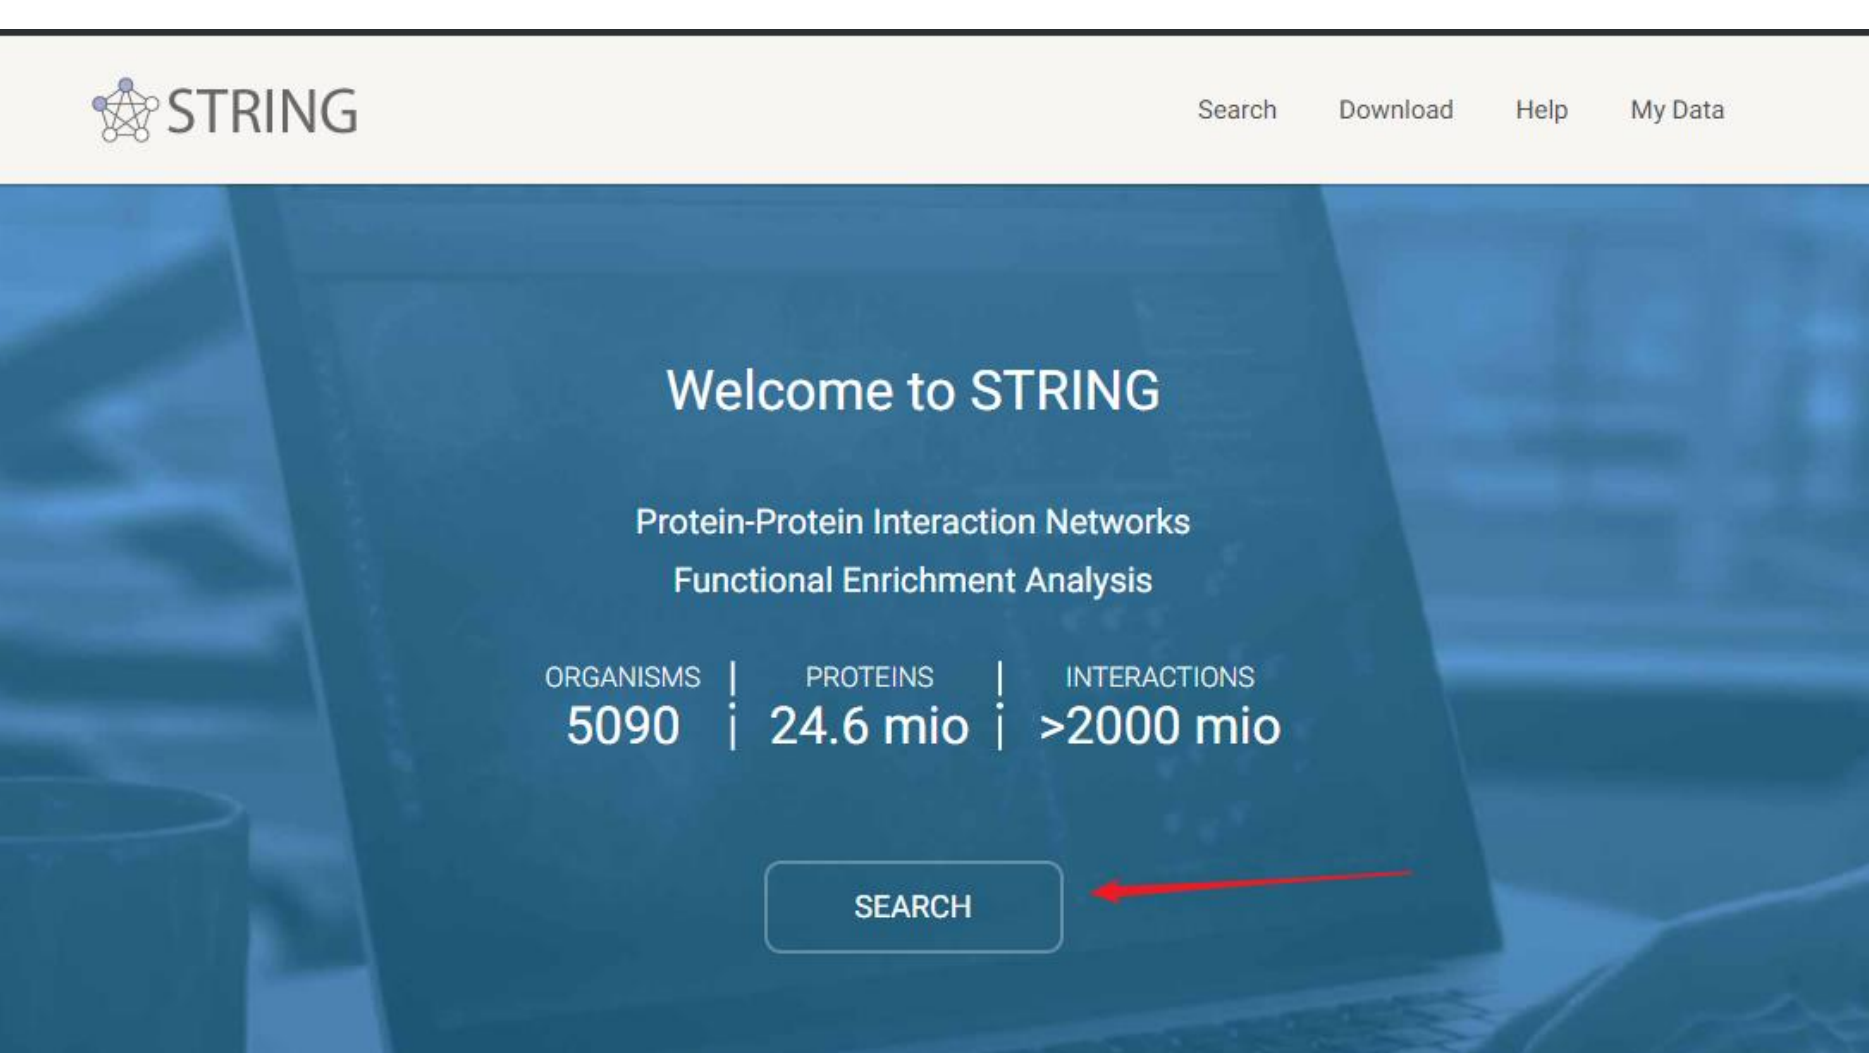 STRING
Search Download Help My Data
Welcome to STRING
Protein-Protein Interaction Networks
Functional Enrichment Analysis
ORGANISMS PROTEINS INTERACTIONS
5090 24.6 mio >2000 mio
SEARCH